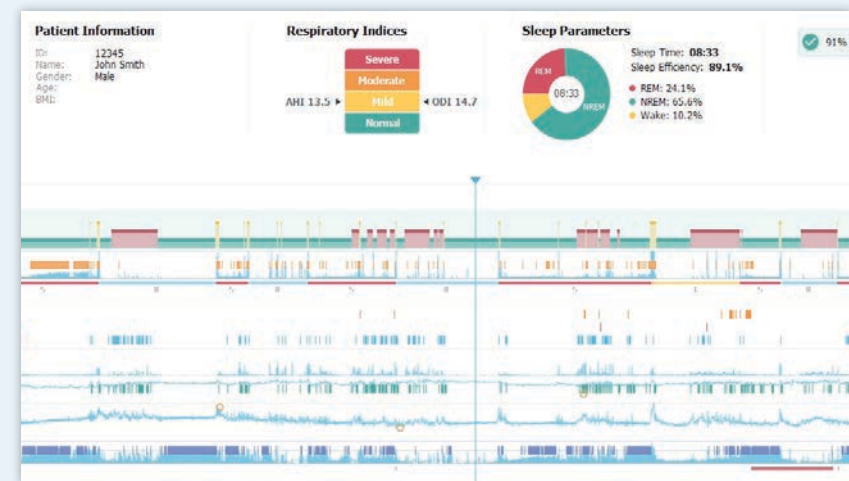 Patient Information
ID: 12345
Name: John Smith
Gender: Male
Age:
BMI:
Respiratory Indices
Severe
Moderate
AHI 13.5 Mild ODI 14.7
Normal
Sleep Parameters
REM
08:33
NREM
Sleep Time: 08:33
Sleep Efficiency: 89.1%
REM: 24.1%
NREM: 65.6%
Wake: 10.2%
91%